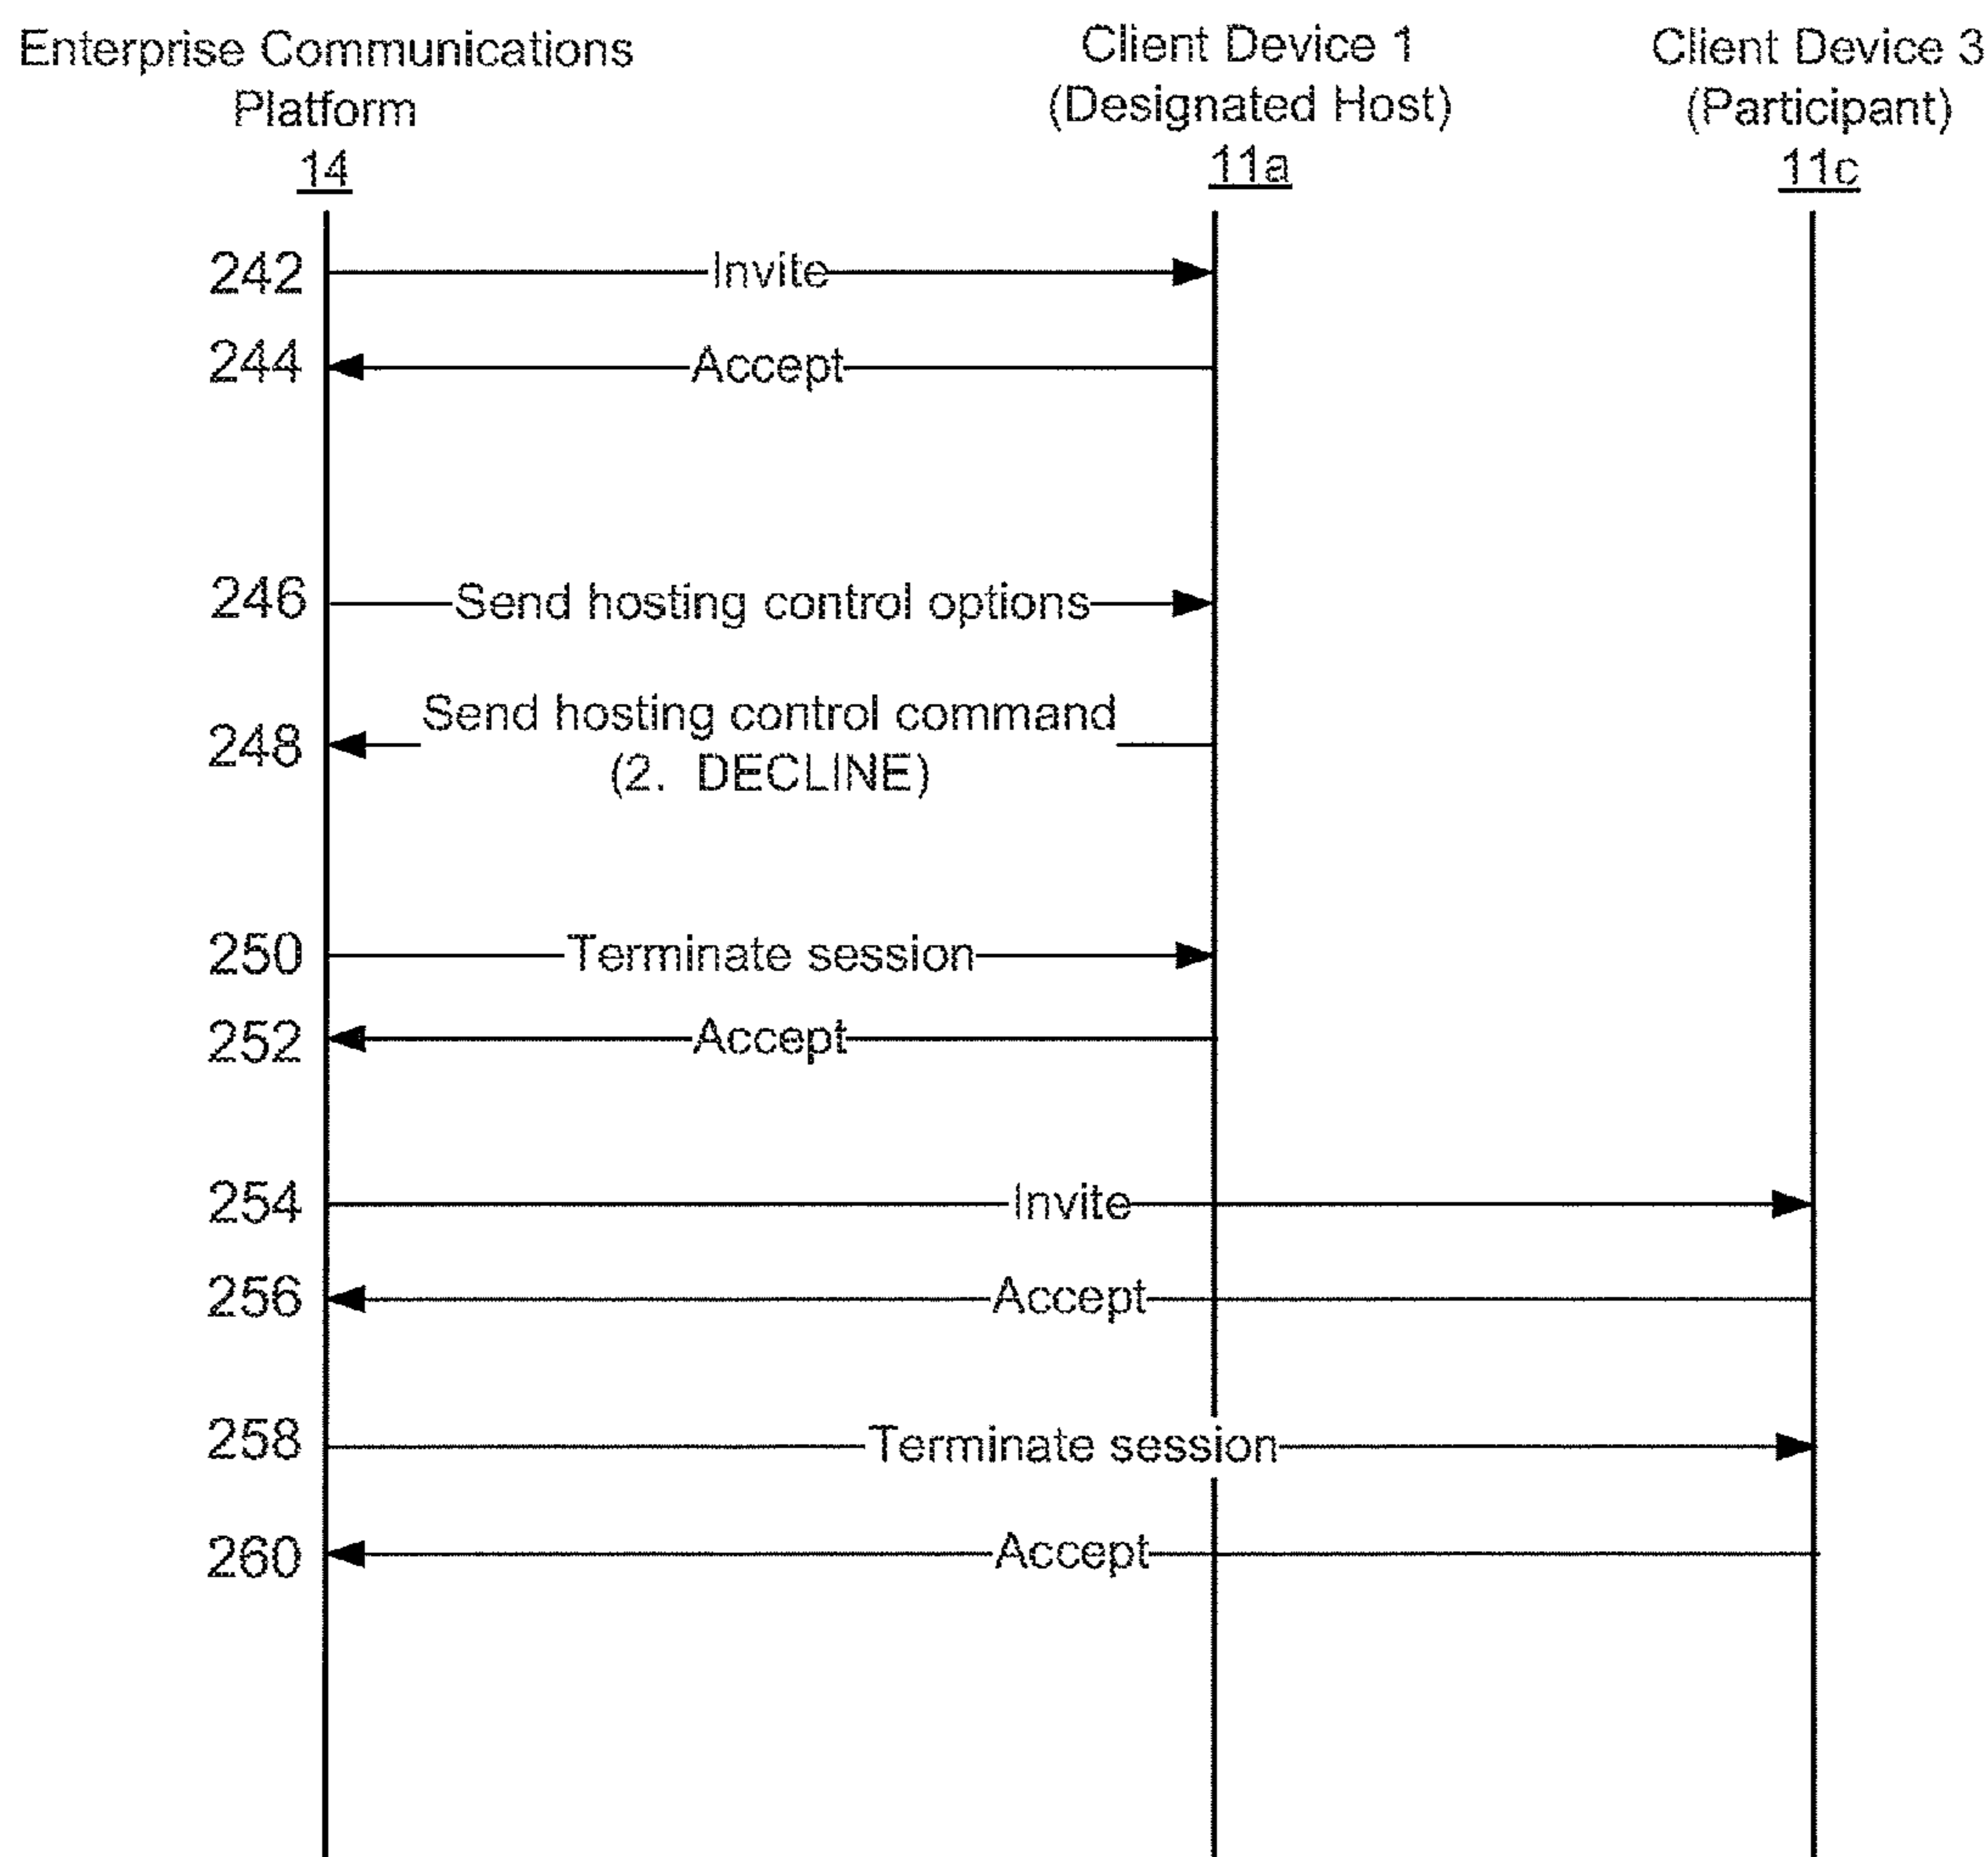 Enterprise Communications
Platform
14
Client Device 1
(Designated Host)
11a
Client Device 3
(Participant)
11c
242 Invite
244 Accept
246 Send hosting control options
248 Send hosting control command
(2. DECLINE)
250 Terminate session
252 Accept
254 Invite
256 Accept
258 Terminate session
260 Accept